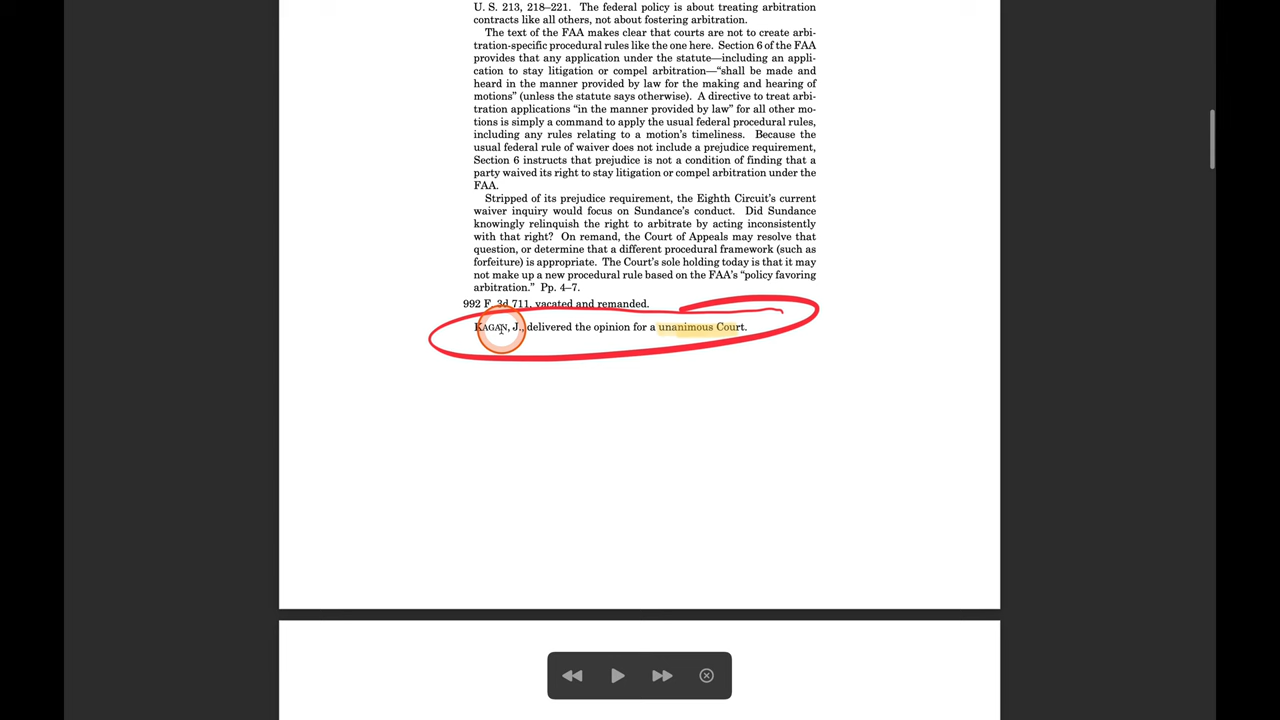 U. S. 213, 218–221. The federal policy is about treating arbitration
contracts like all others, not about fostering arbitration.
The text of the FAA makes clear that courts are not to create arbi-
tration-specific procedural rules like the one here. Section 6 of the FAA
provides that any application under the statute—including an appli-
cation to stay litigation or compel arbitration—“shall be made and
heard in the manner provided by law for the making and hearing of
motions” (unless the statute says otherwise). A directive to treat arbi-
tration applications “in the manner provided by law” for all other mo-
tions is simply a command to apply the usual federal procedural rules,
including any rules relating to a motion’s timeliness. Because the
usual federal rule of waiver does not include a prejudice requirement,
Section 6 instructs that prejudice is not a condition of finding that a
party waived its right to stay litigation or compel arbitration under the
FAA.
Stripped of its prejudice requirement, the Eighth Circuit’s current
waiver inquiry would focus on Sundance’s conduct. Did Sundance
knowingly relinquish the right to arbitrate by acting inconsistently
with that right? On remand, the Court of Appeals may resolve that
question, or determine that a different procedural framework (such as
forfeiture) is appropriate. The Court’s sole holding today is that it may
not make up a new procedural rule based on the FAA’s “policy favoring
arbitration.” Pp. 4–7.
992 F. 3d 711, vacated and remanded.
KAGAN, J., delivered the opinion for a unanimous Court.